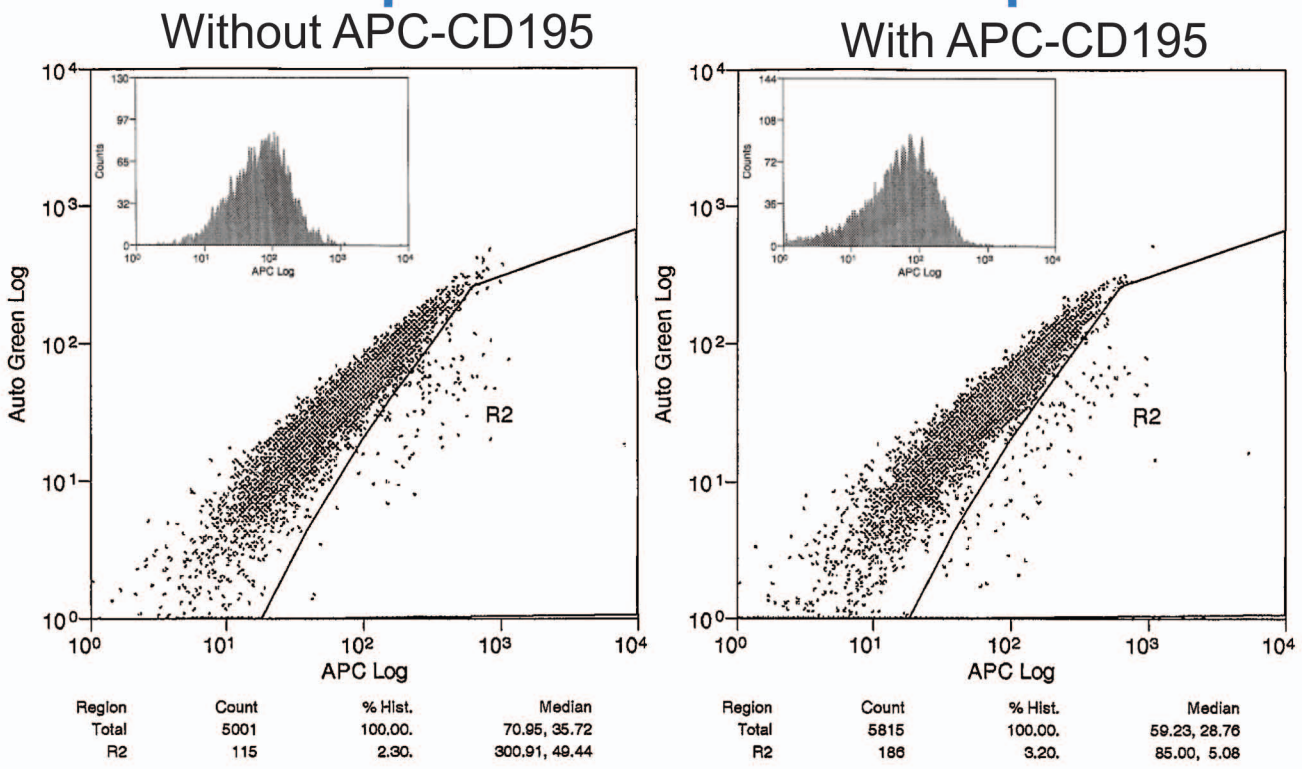 Without APC-CD195
With APC-CD195
10⁴
130
97
65
32
0
Counts
10⁰ 10¹ 10² 10³ 10⁴
APC Log
10³
10²
10¹
10⁰
Auto Green Log
R2
10⁰ 10¹ 10² 10³ 10⁴
APC Log
Region Count % Hist. Median
Total 5001 100.00. 70.95, 35.72
R2 115 2.30. 300.91, 49.44
10⁴
144
108
72
36
0
Counts
10⁰ 10¹ 10² 10³ 10⁴
APC Log
10³
10²
10¹
10⁰
Auto Green Log
R2
10⁰ 10¹ 10² 10³ 10⁴
APC Log
Region Count % Hist. Median
Total 5815 100.00. 59.23, 28.76
R2 186 3.20. 85.00, 5.08